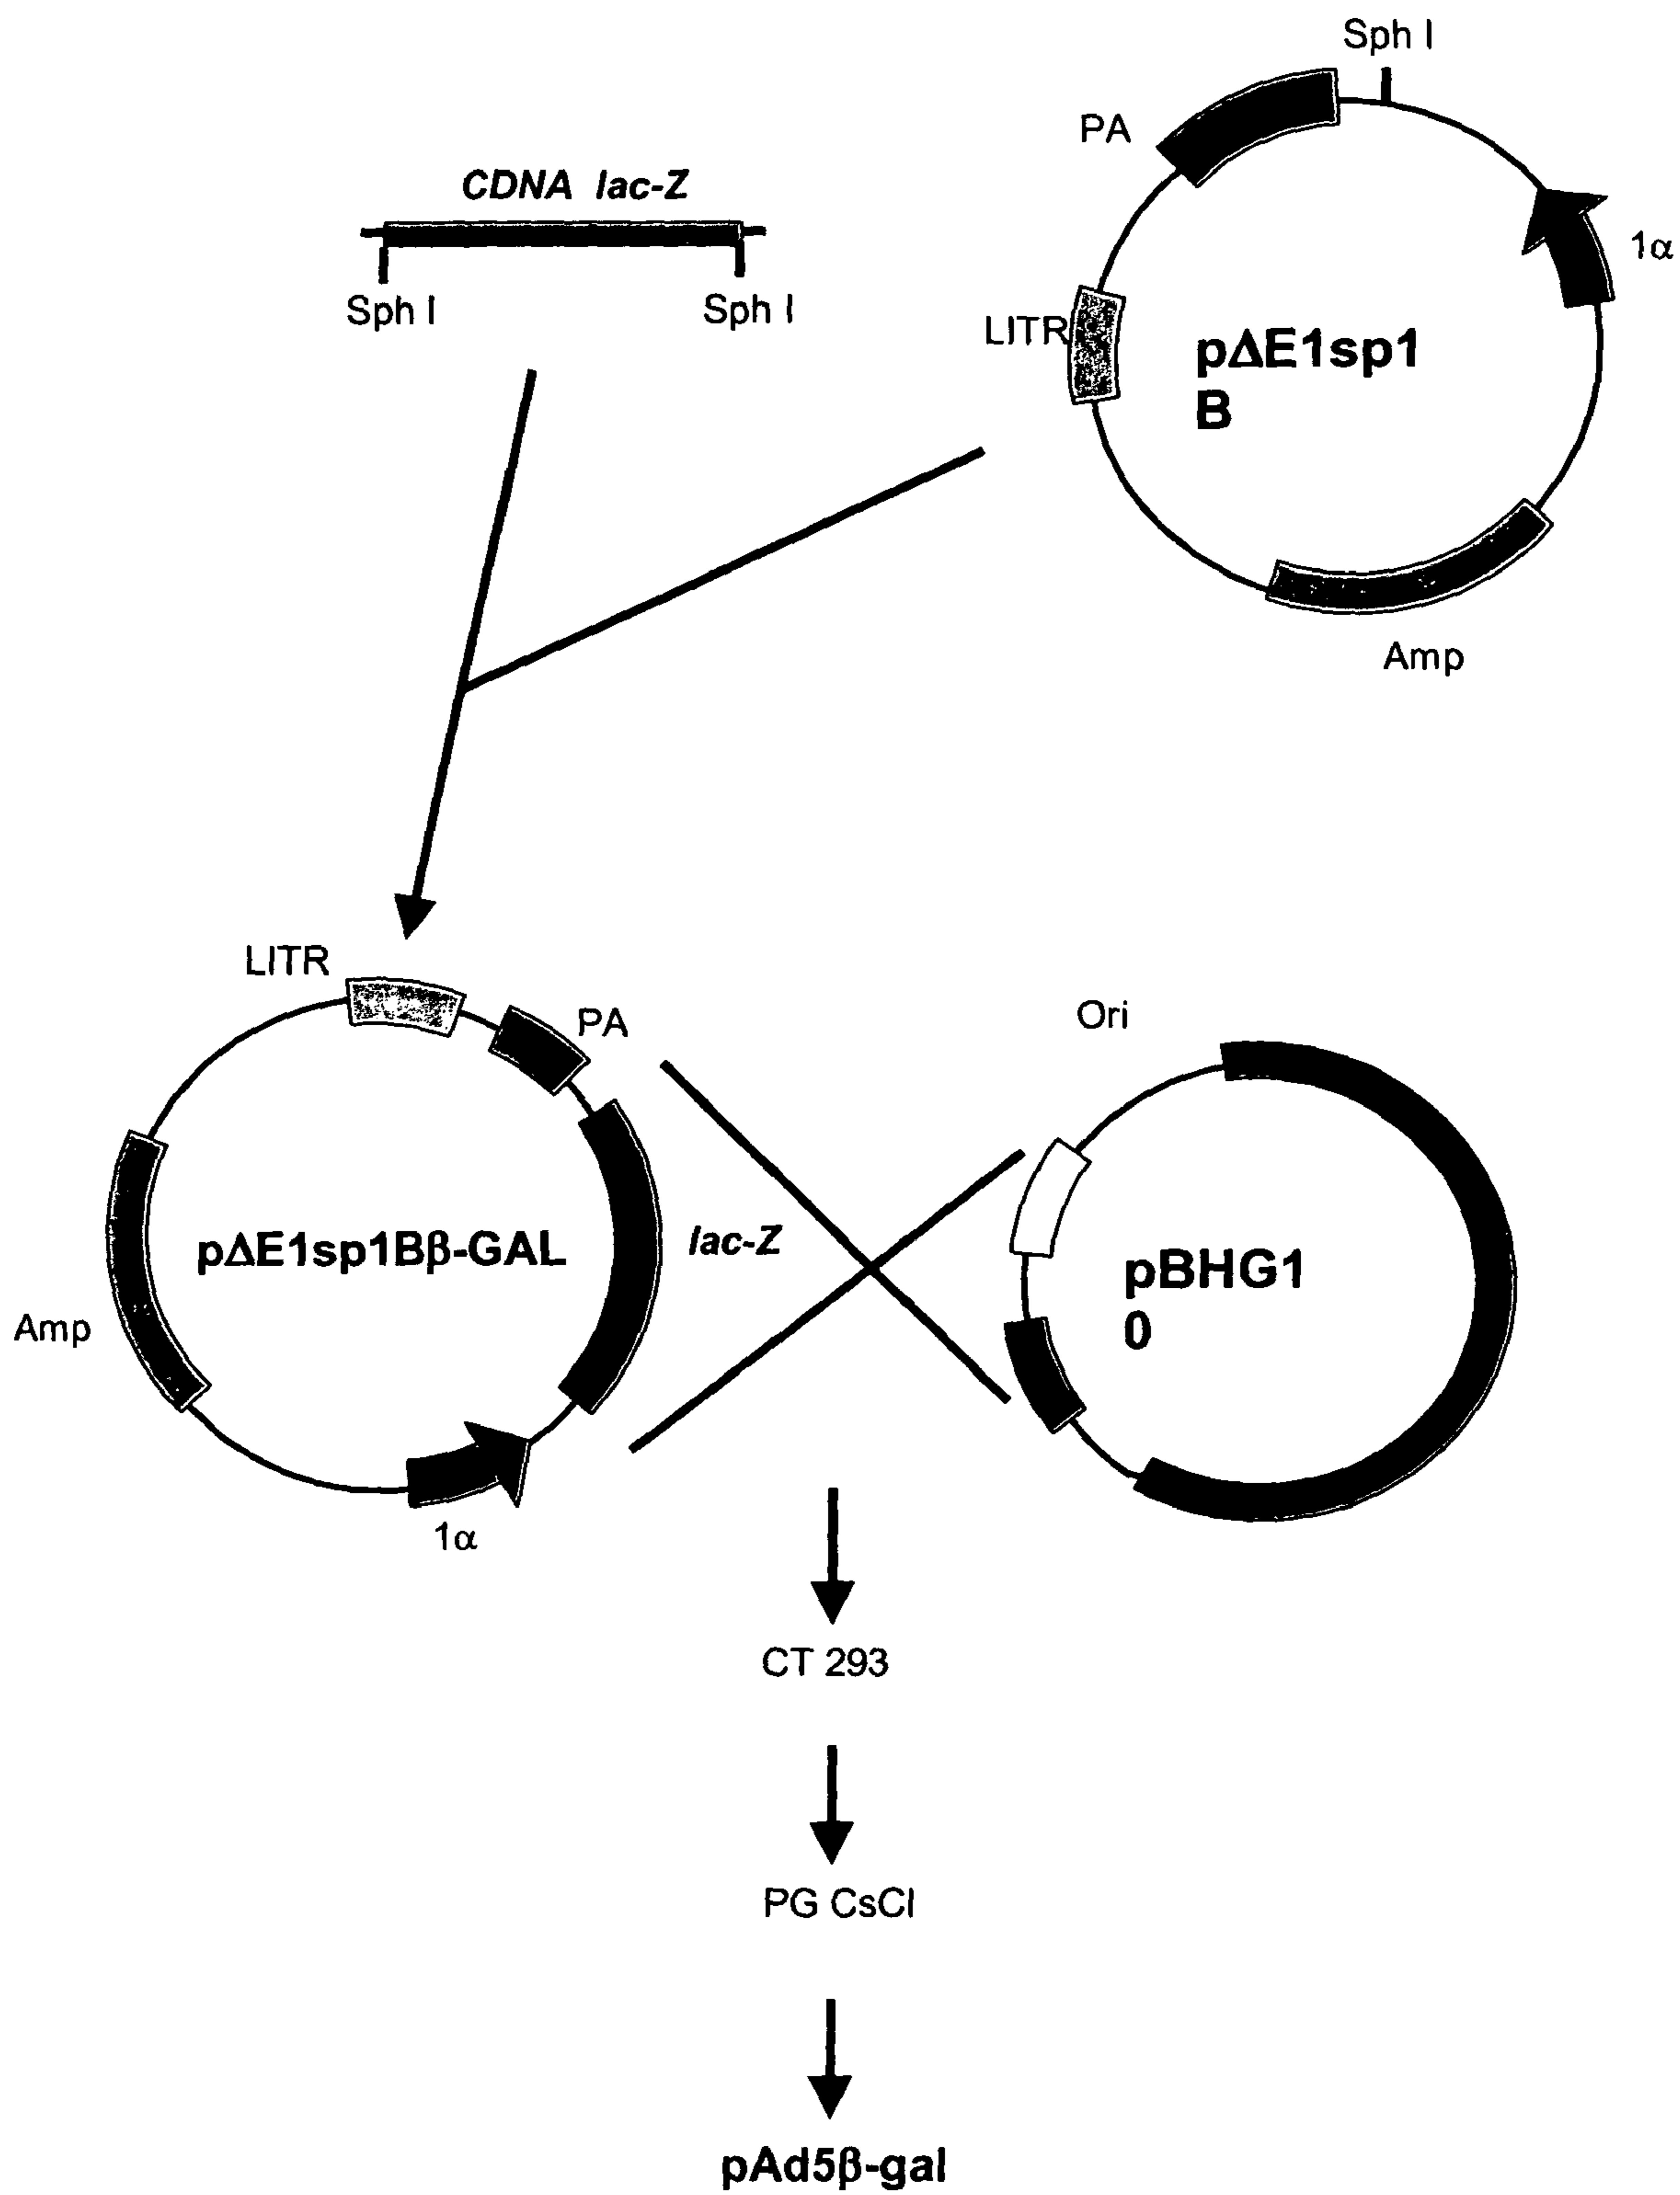 Sph I
PA
CDNA lac-Z
Sph I
Sph I
1α
LITR
pΔE1sp1
B
Amp
LITR
PA
Ori
pΔE1sp1Bβ-GAL
lac-Z
pBHG1
0
Amp
1α
CT 293
PG CsCl
pAd5β-gal